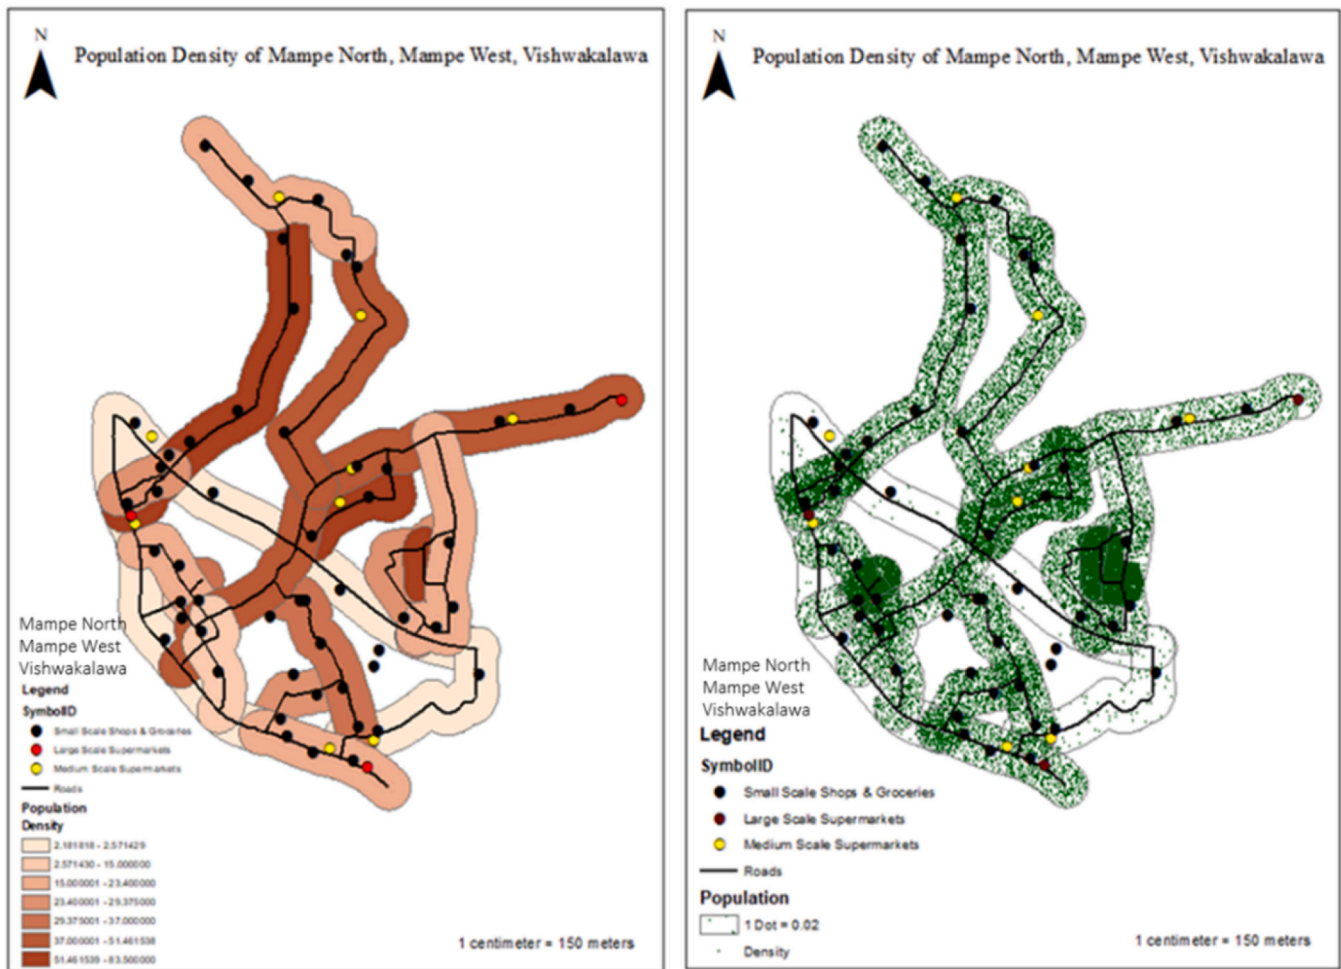 N
Population Density of Mampe North, Mampe West, Vishwakalawa
Mampe North
Mampe West
Vishwakalawa
Legend
SymbolID
Small Scale Shops & Groceries
Large Scale Supermarkets
Medium Scale Supermarkets
Roads
Population
Density
2.181818 - 2.571429
2.571430 - 15.000000
15.000001 - 23.400000
23.400001 - 29.375000
29.375001 - 37.000000
37.000001 - 51.461538
51.461539 - 83.500000
1 centimeter = 150 meters
N
Population Density of Mampe North, Mampe West, Vishwakalawa
Mampe North
Mampe West
Vishwakalawa
Legend
SymbolID
Small Scale Shops & Groceries
Large Scale Supermarkets
Medium Scale Supermarkets
Roads
Population
1 Dot = 0.02
Density
1 centimeter = 150 meters